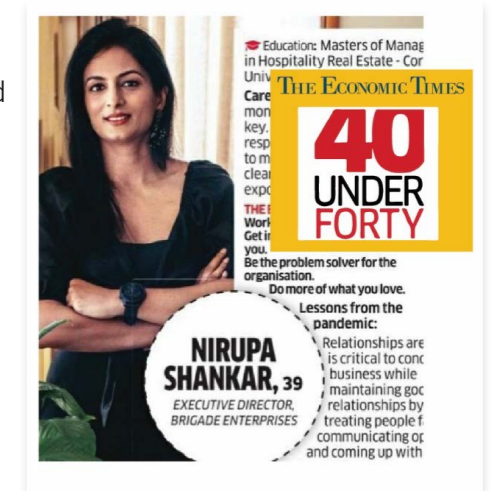 d
Education: Masters of Manag
in Hospitality Real Estate - Cor
Univ
Care
mon
key.
resp
to m
clea
expo
THE E
Work
Get in
you.
Be the problem solver for the
organisation.
Do more of what you love.
Lessons from the
pandemic:
Relationships are
is critical to conc
business while
maintaining goo
relationships by
treating people f
communicating op
and coming up with
THE ECONOMIC TIMES
40
UNDER
FORTY
NIRUPA
SHANKAR, 39
EXECUTIVE DIRECTOR,
BRIGADE ENTERPRISES